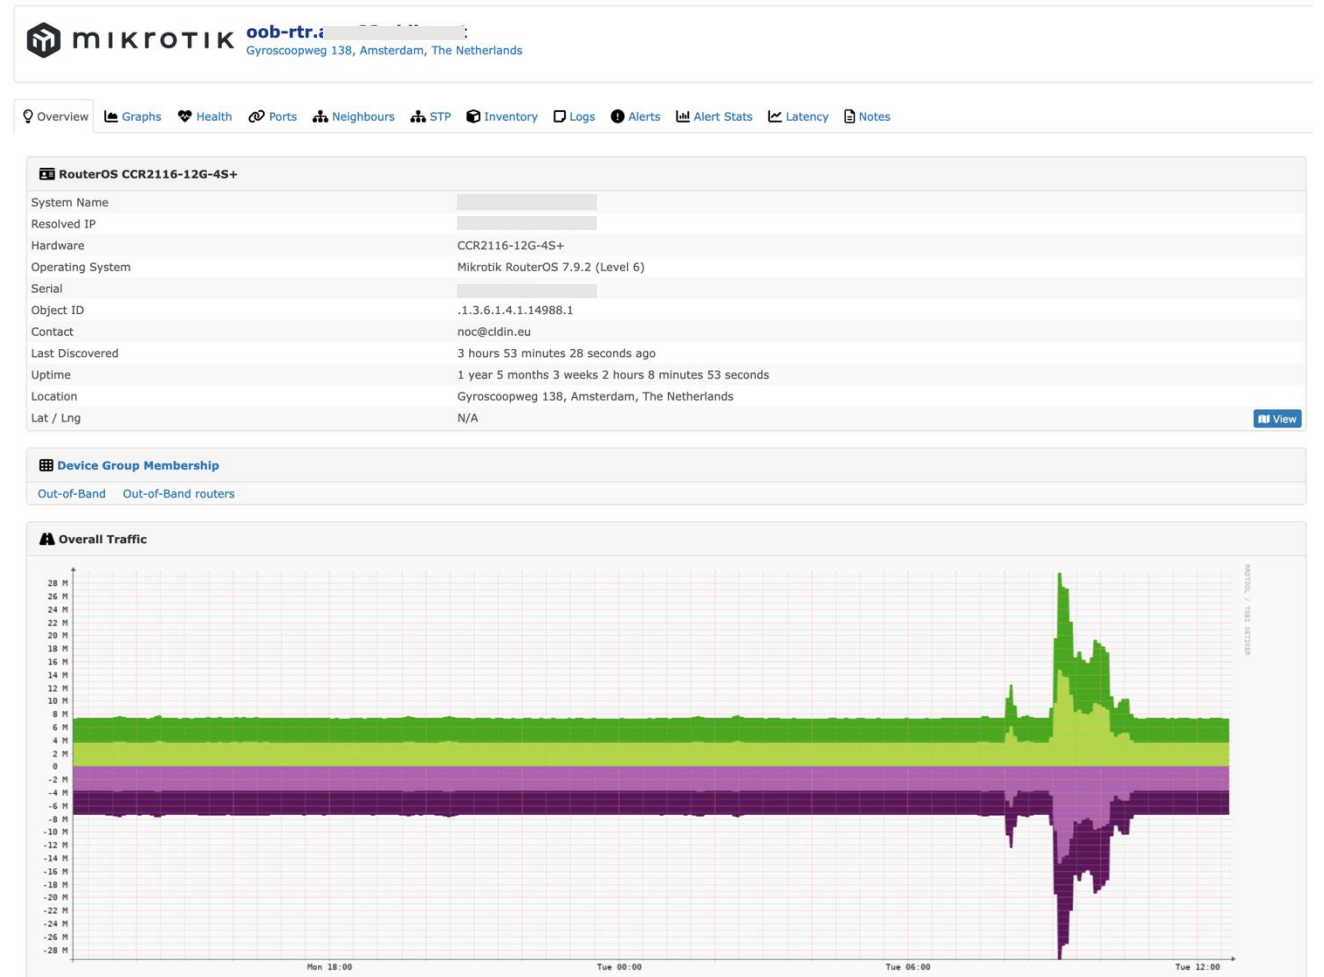 mikrotik oob-rtr.
Gyroscoopweg 138, Amsterdam, The Netherlands
Overview Graphs Health Ports Neighbours STP Inventory Logs Alerts Alert Stats Latency Notes
RouterOS CCR2116-12G-4S+
System Name
Resolved IP
Hardware CCR2116-12G-4S+
Operating System Mikrotik RouterOS 7.9.2 (Level 6)
Serial
Object ID .1.3.6.1.4.1.14988.1
Contact noc@cldin.eu
Last Discovered 3 hours 53 minutes 28 seconds ago
Uptime 1 year 5 months 3 weeks 2 hours 8 minutes 53 seconds
Location Gyroscoopweg 138, Amsterdam, The Netherlands
Lat / Lng N/A View
Device Group Membership
Out-of-Band Out-of-Band routers
Overall Traffic
28 M
26 M
24 M
22 M
20 M
18 M
16 M
14 M
12 M
10 M
8 M
6 M
4 M
2 M
0
-2 M
-4 M
-6 M
-8 M
-10 M
-12 M
-14 M
-16 M
-18 M
-20 M
-22 M
-24 M
-26 M
-28 M
Mon 18:00 Tue 00:00 Tue 06:00 Tue 12:00
RRDTOOL / TOBI OETIKER